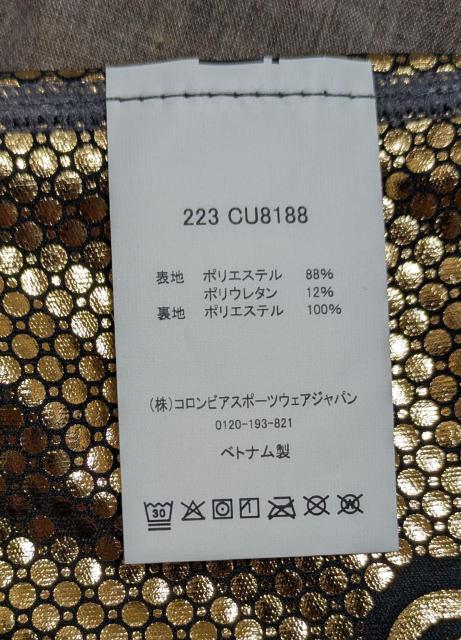 223 CU8188
表地 ポリエステル 88%
ポリウレタン 12%
裏地 ポリエステル 100%
(株)コロンビアスポーツウェアジャパン
0120-193-821
ベトナム製
30